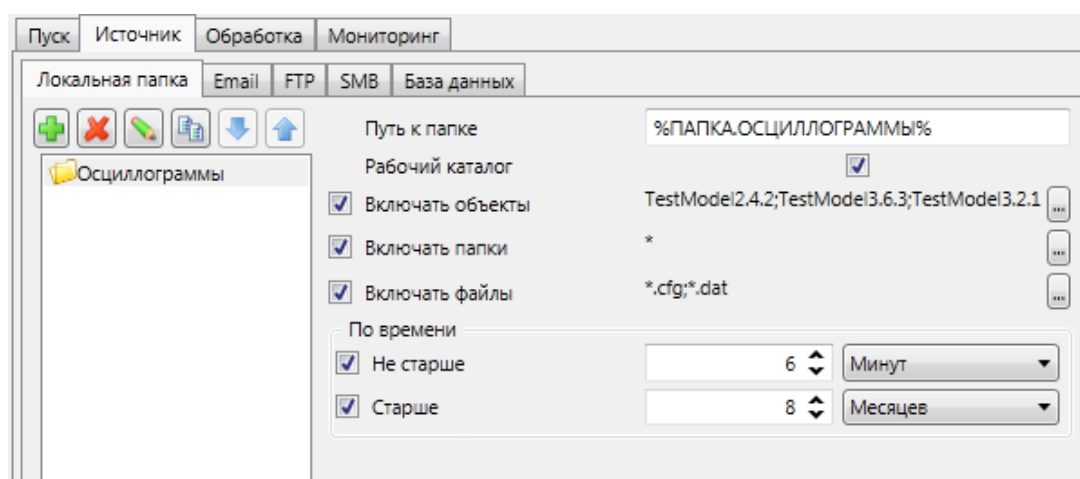 Пуск Источник Обработка Мониторинг
Локальная папка Email FTP SMB База данных
Путь к папке %ПАПКА.ОСЦИЛЛОГРАММЫ%
Осциллограммы
Рабочий каталог
Включать объекты TestModel2.4.2;TestModel3.6.3;TestModel3.2.1 ...
Включать папки * ...
Включать файлы *.cfg;*.dat ...
По времени
Не старше 6 Минут
Старше 8 Месяцев